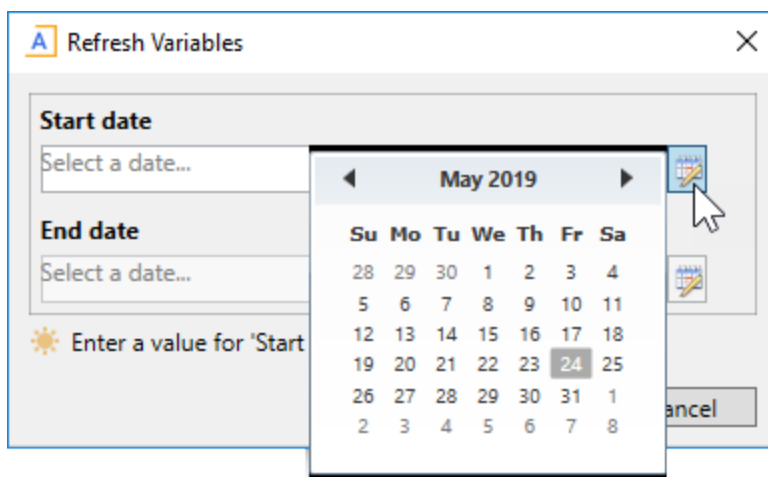 A Refresh Variables
Start date
Select a date...
May 2019
Su Mo Tu We Th Fr Sa
28 29 30 1 2 3 4
5 6 7 8 9 10 11
12 13 14 15 16 17 18
19 20 21 22 23 24 25
26 27 28 29 30 31 1
2 3 4 5 6 7 8
End date
Select a date...
Enter a value for 'Start
ancel